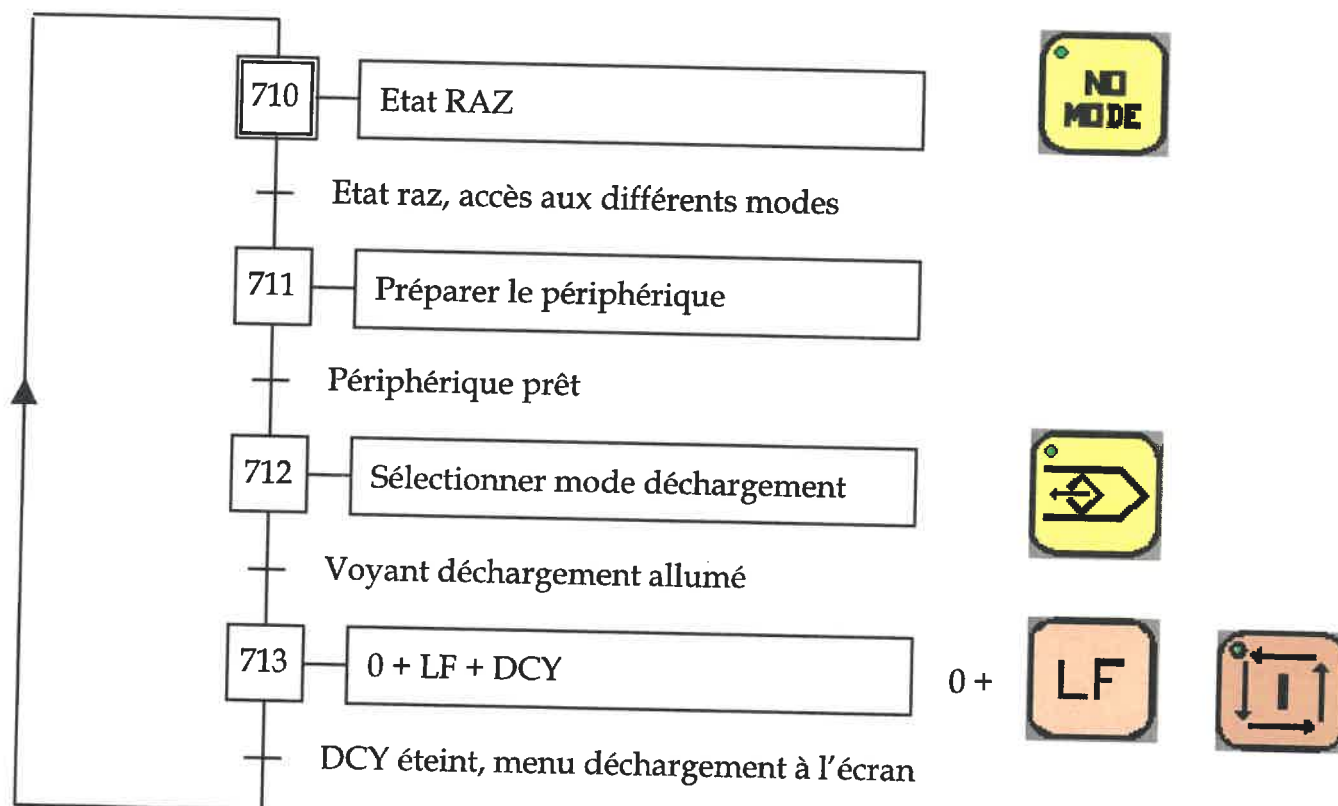 710
Etat RAZ
NO
MODE
Etat raz, accès aux différents modes
711
Préparer le périphérique
Périphérique prêt
712
Sélectionner mode déchargement
Voyant déchargement allumé
713
0 + LF + DCY
0 +
LF
I
DCY éteint, menu déchargement à l'écran